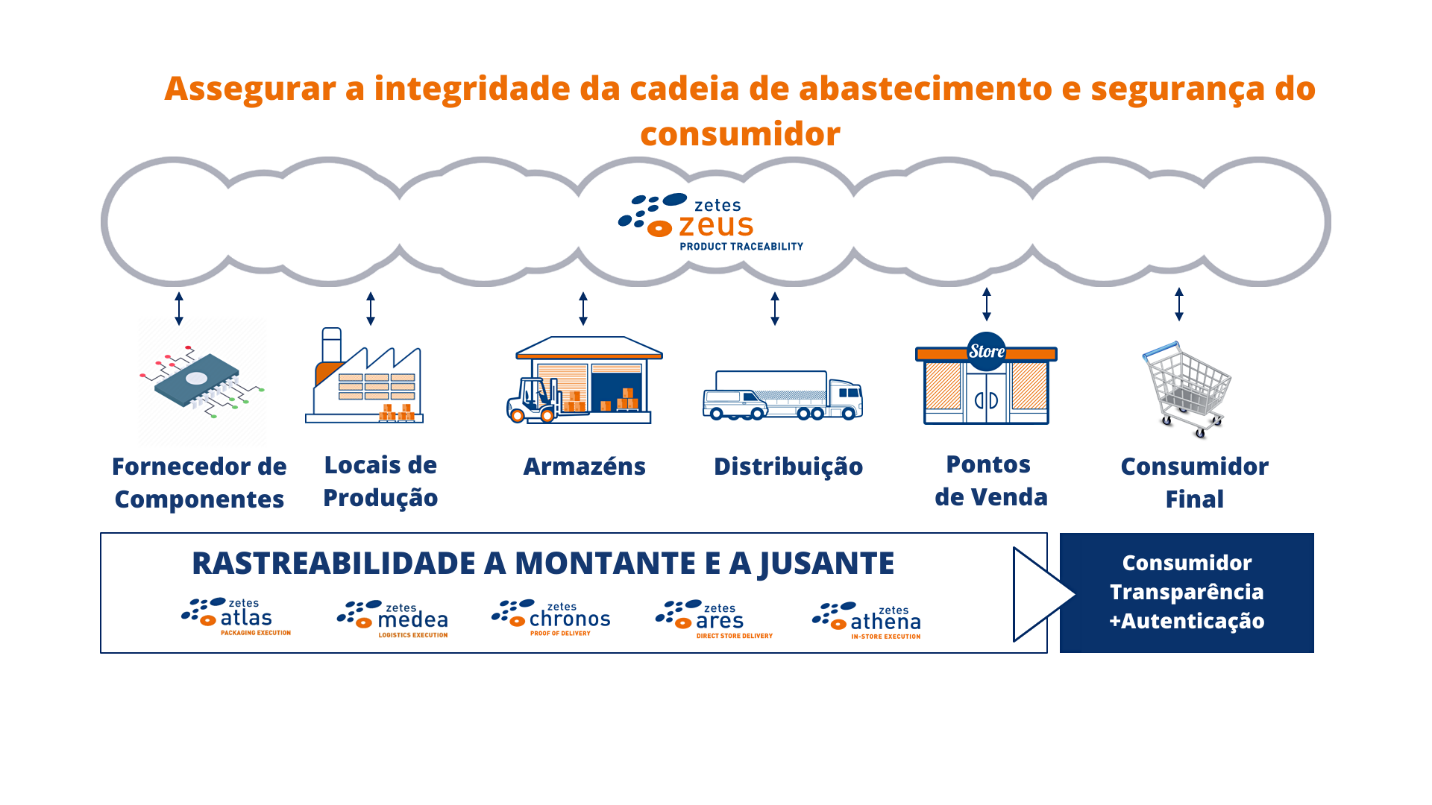 Assegurar a integridade da cadeia de abastecimento e segurança do
consumidor
zetes
zeus
PRODUCT TRACEABILITY
Store
Fornecedor de
Componentes
Locais de
Produção
Armazéns
Distribuição
Pontos
de Venda
Consumidor
Final
RASTREABILIDADE A MONTANTE E A JUSANTE
zetes
atlas
PACKAGING EXECUTION
zetes
medea
LOGISTICS EXECUTION
zetes
chronos
PROOF OF DELIVERY
zetes
ares
DIRECT STORE DELIVERY
zetes
athena
IN-STORE EXECUTION
Consumidor
Transparência
+Autenticação